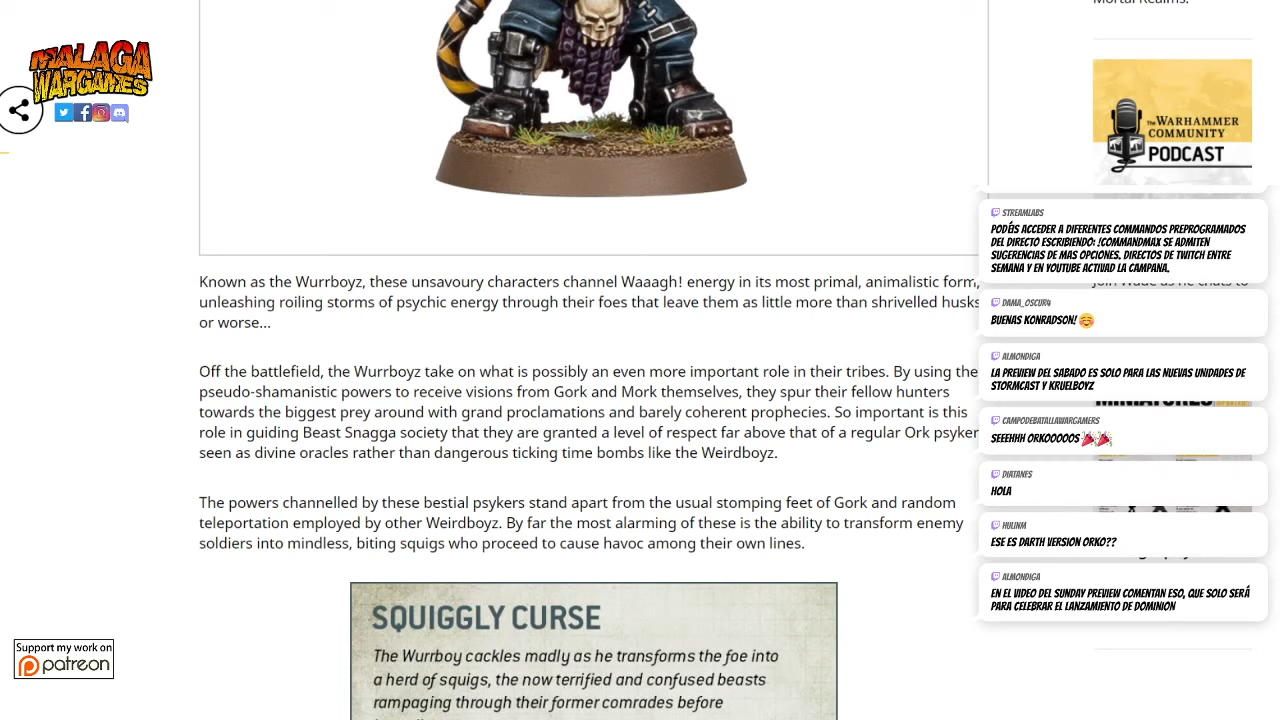 Mortal Realms.
MALAGA
WARGAMES
The WARHAMMER
COMMUNITY
PODCAST
Known as the Wurrboyz, these unsavoury characters channel Waaagh! energy in its most primal, animalistic form,
unleashing roiling storms of psychic energy through their foes that leave them as little more than shrivelled husks
or worse...
Off the battlefield, the Wurrboyz take on what is possibly an even more important role in their tribes. By using the
pseudo-shamanistic powers to receive visions from Gork and Mork themselves, they spur their fellow hunters
towards the biggest prey around with grand proclamations and barely coherent prophecies. So important is this
role in guiding Beast Snagga society that they are granted a level of respect far above that of a regular Ork psyker
seen as divine oracles rather than dangerous ticking time bombs like the Weirdboyz.
The powers channelled by these bestial psykers stand apart from the usual stomping feet of Gork and random
teleportation employed by other Weirdboyz. By far the most alarming of these is the ability to transform enemy
soldiers into mindless, biting squigs who proceed to cause havoc among their own lines.
SQUIGGLY CURSE
The Wurrboy cackles madly as he transforms the foe into
a herd of squigs, the now terrified and confused beasts
rampaging through their former comrades before
STREAMLABS
PODÉIS ACCEDER A DIFERENTES COMMANDOS PREPROGRAMADOS
DEL DIRECTO ESCRIBIENDO: !COMMANDMAX SE ADMITEN
SUGERENCIAS DE MAS OPCIONES. DIRECTOS DE TWITCH ENTRE
SEMANA Y EN YOUTUBE ACTIVAD LA CAMPANA.
Join Wade as he chats to
DAMA_OSCUR4
BUENAS KONRADSON!
ALMONDIGA
LA PREVIEW DEL SABADO ES SOLO PARA LAS NUEVAS UNIDADES DE
STORMCAST Y KRUELBOYZ
MINIATURES
CAMPODEBATALLAWARGAMERS
SEEEHHH ORKOOOOOS
DIATANFS
HOLA
HULINM
ESE ES DARTH VERSION ORKO??
ALMONDIGA
EN EL VIDEO DEL SUNDAY PREVIEW COMENTAN ESO, QUE SOLO SERÁ
PARA CELEBRAR EL LANZAMIENTO DE DOMINION
Support my work on
patreon